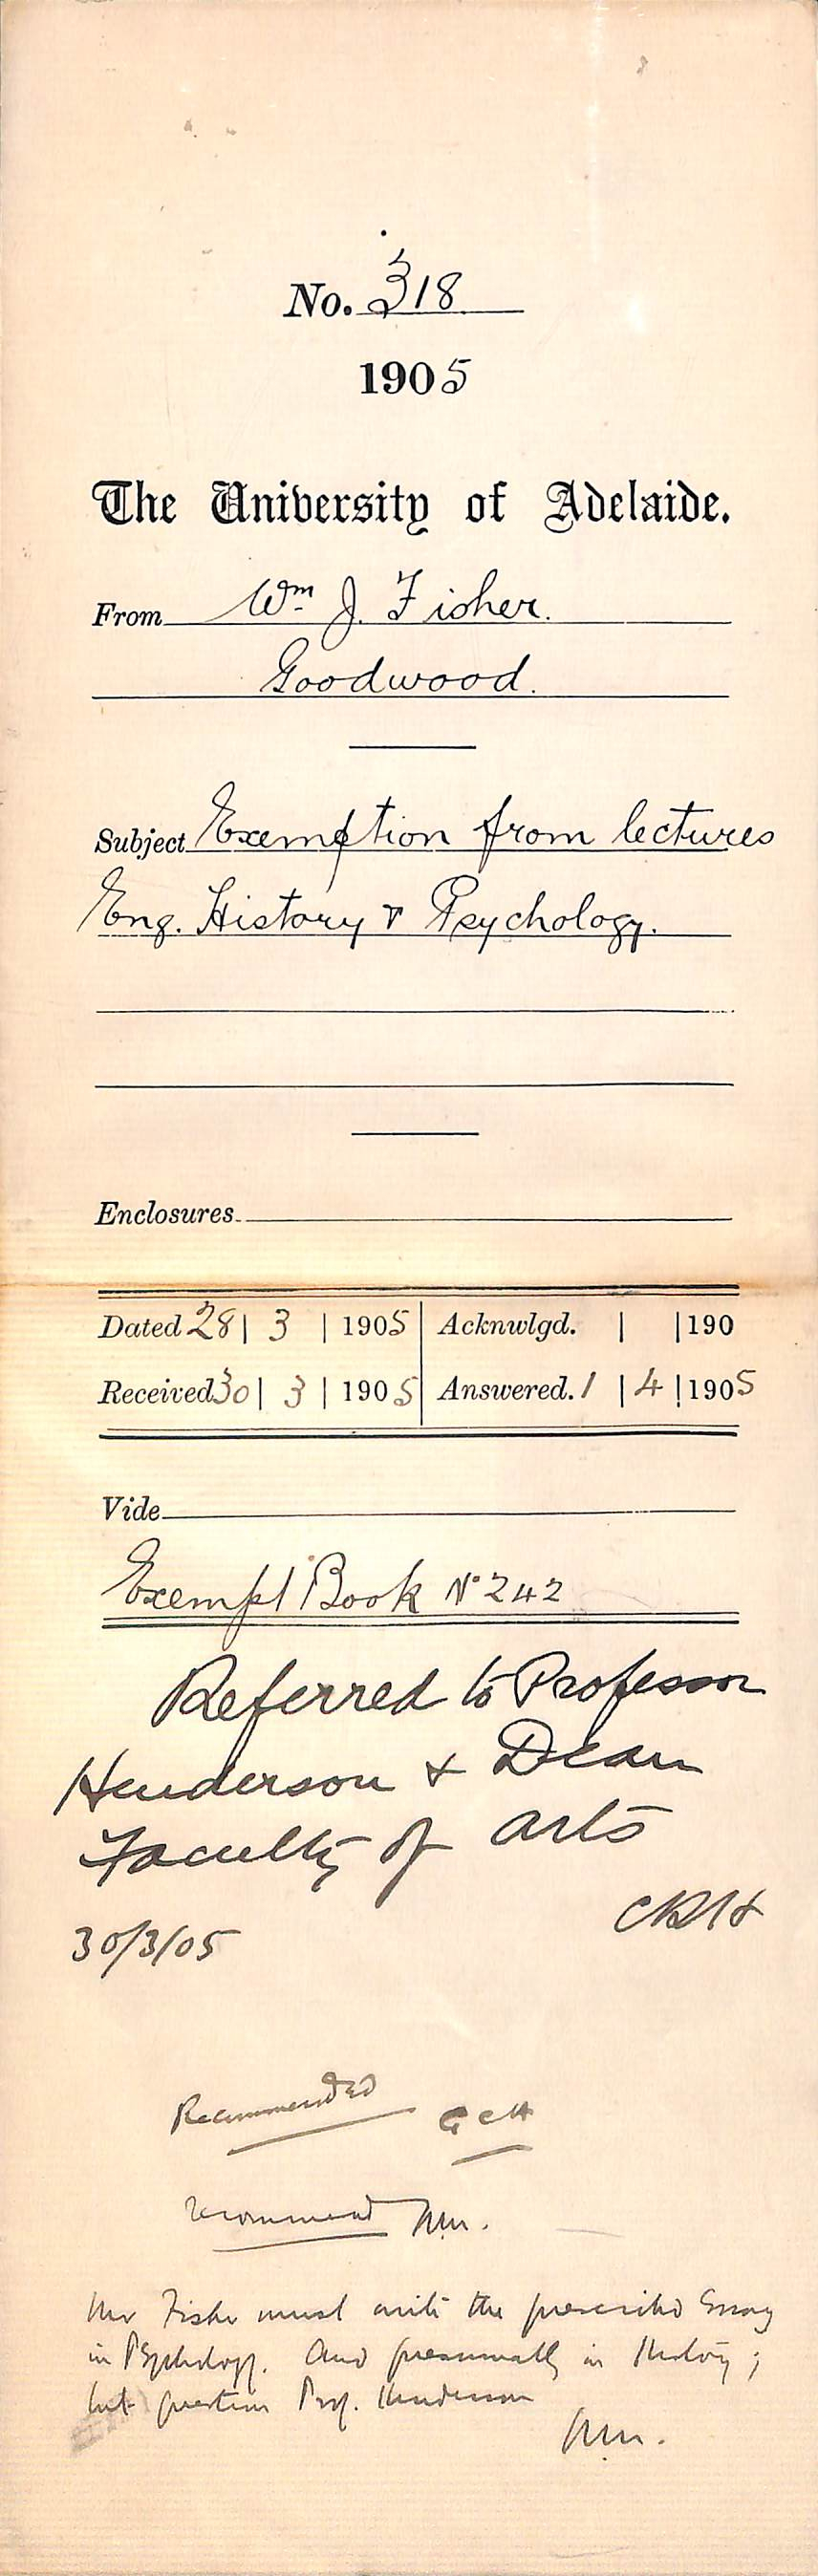 No. 318
1905
The University of Adelaide.
From Wm. J. Fisher.
Goodwood.
Subject Exemption from lectures
Eng. History & Psychology.
Enclosures
Dated 28 | 3 | 1905 Acknwlgd. | | 190
Received 30 | 3 | 1905 Answered. 1 | 4 | 1905
Vide
Exempt Book No 242
Referred to Professor
Henderson & Dean
Faculty of Arts
CRH
30/3/05
Recommended GCH
recommend
Mr Fisher must write the prescribed Essay
in Psychology. And presumably in History;
but question Prof. Henderson